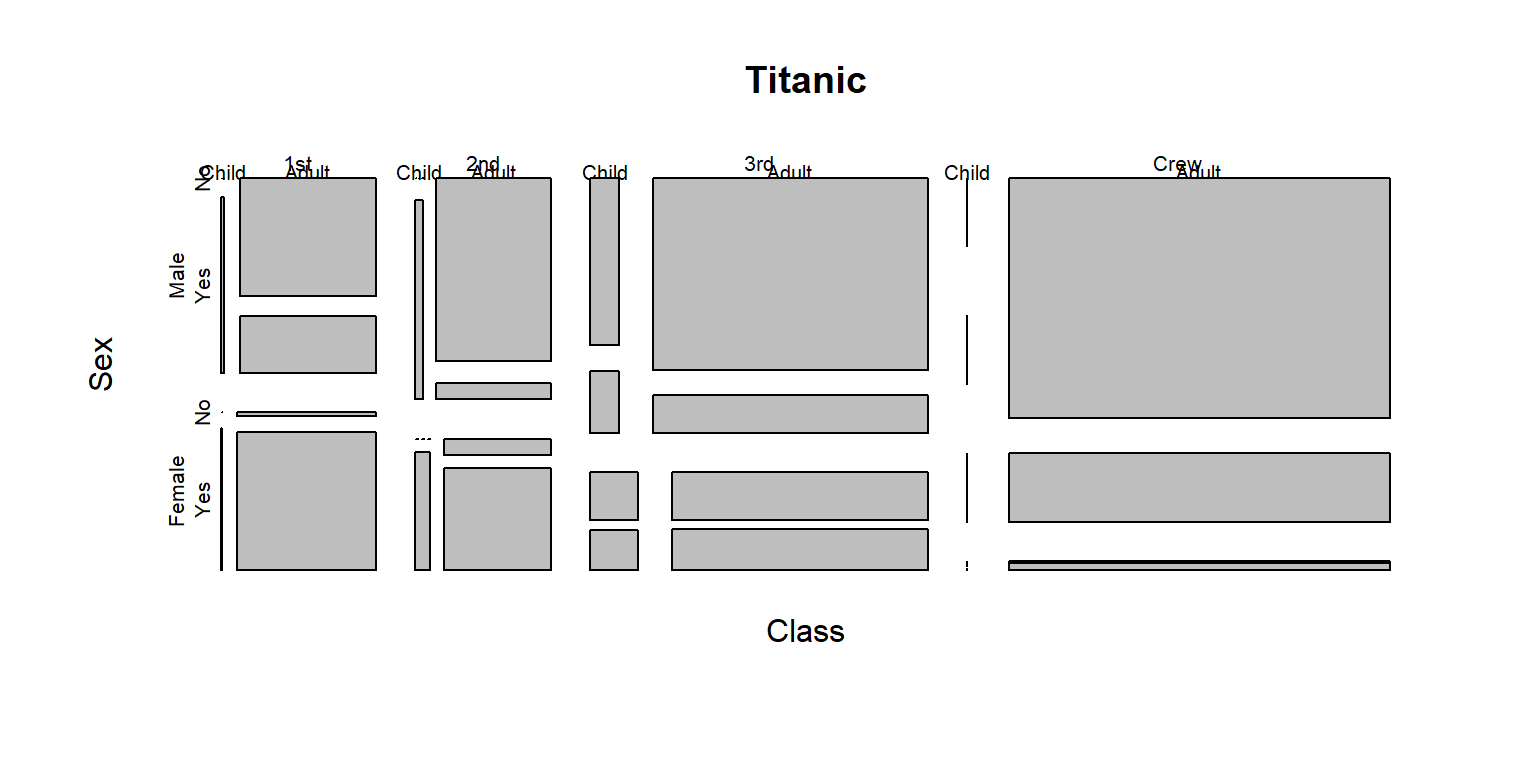 Titanic
1st 2nd 3rd Crew
Child Adult Child Adult Child Adult Child Adult
No
Male
Yes
Sex
No
Female
Yes
Class